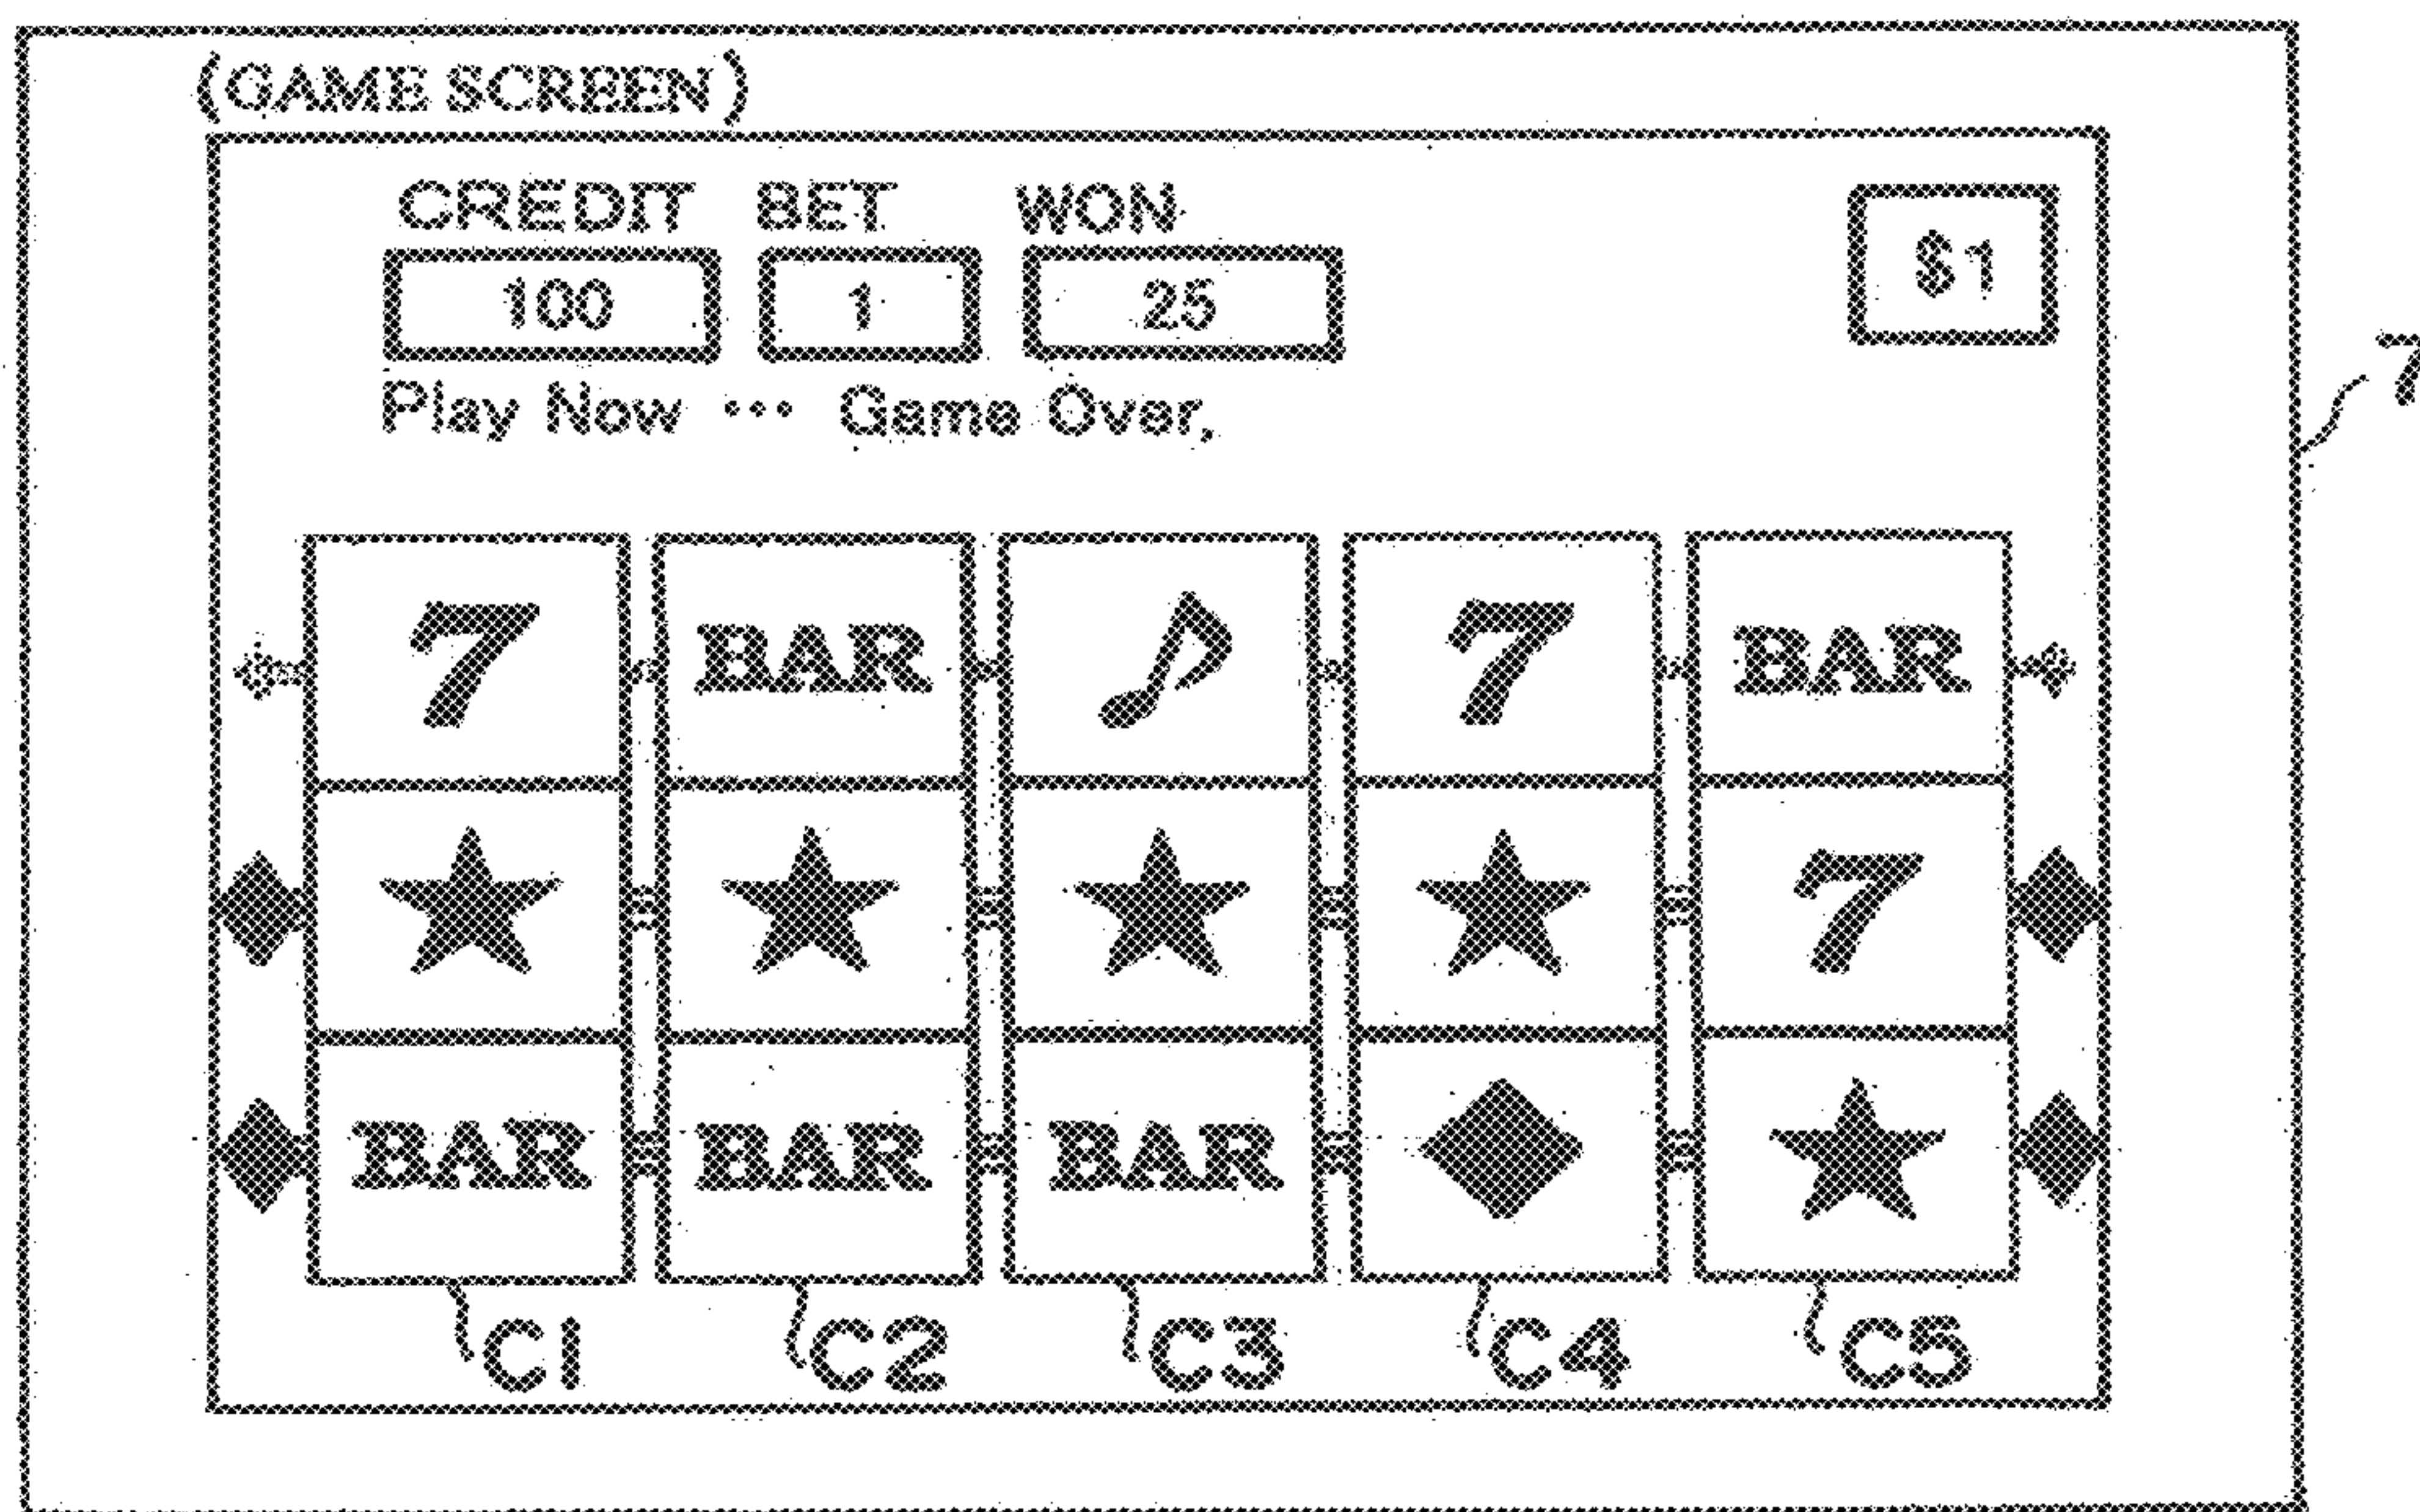 (GAME SCREEN)
CREDIT BET WON
100 1 25 $1
Play Now ... Game Over,
7
7 BAR 7 BAR
7
BAR BAR BAR
C1 C2 C3 C4 C5